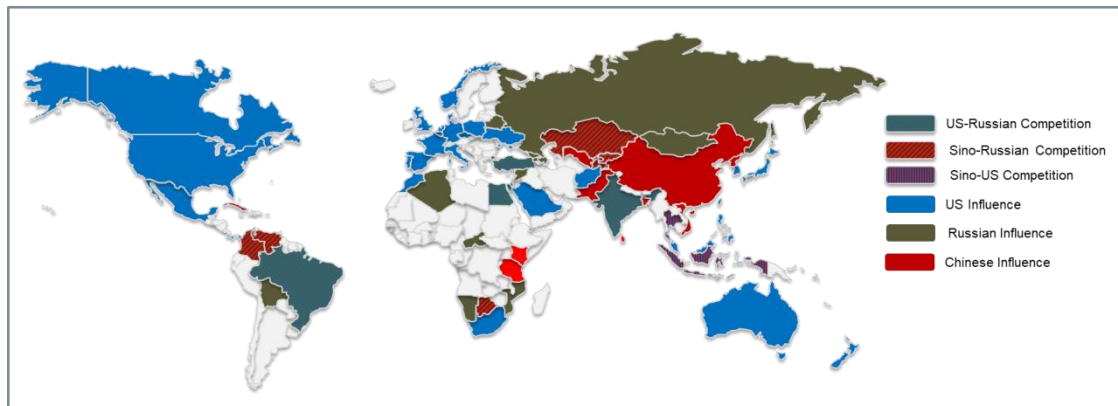 US-Russian Competition
Sino-Russian Competition
Sino-US Competition
US Influence
Russian Influence
Chinese Influence